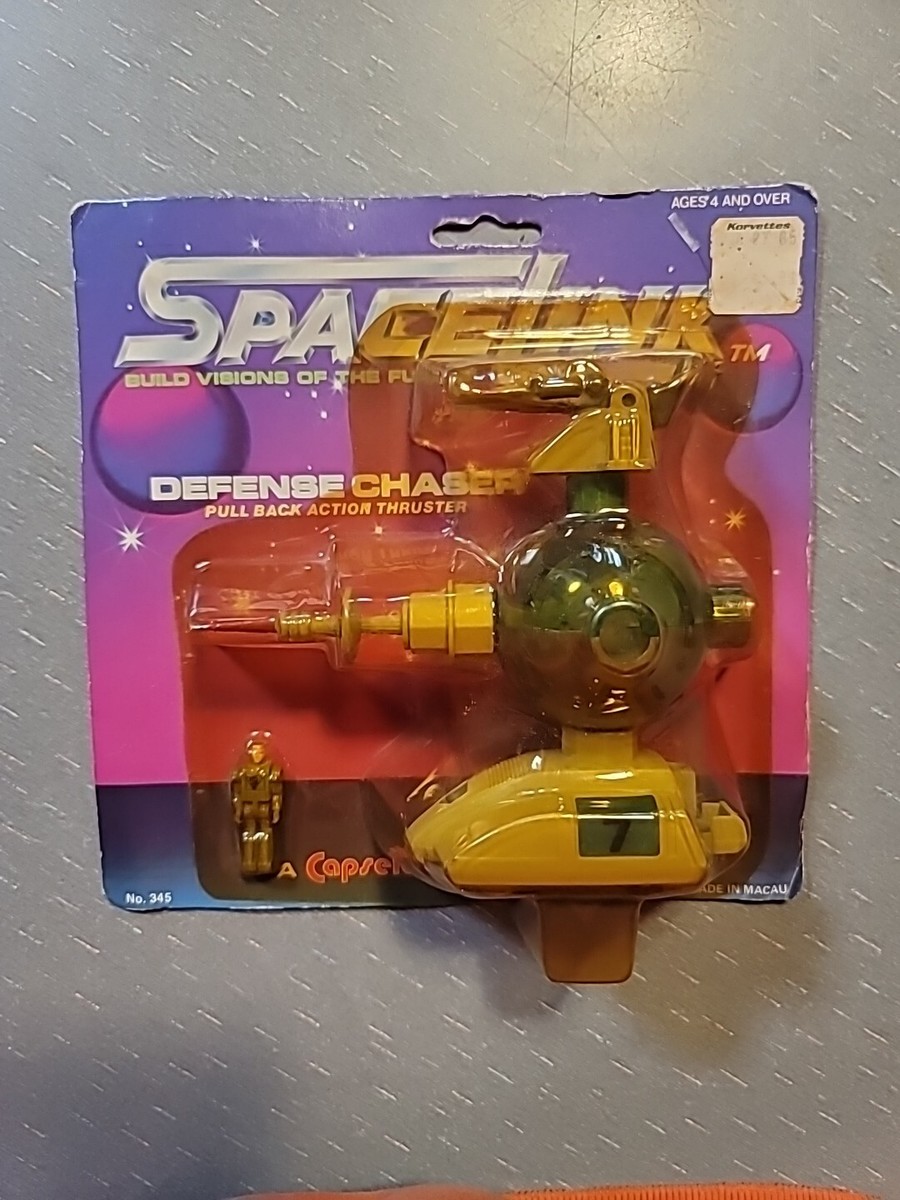 AGES 4 AND OVER
Korvettes
SPACELINK
TM
BUILD VISIONS OF THE FU
DEFENSE CHASER
PULL BACK ACTION THRUSTER
7
A Capsel
No. 345
ADE IN MACAU